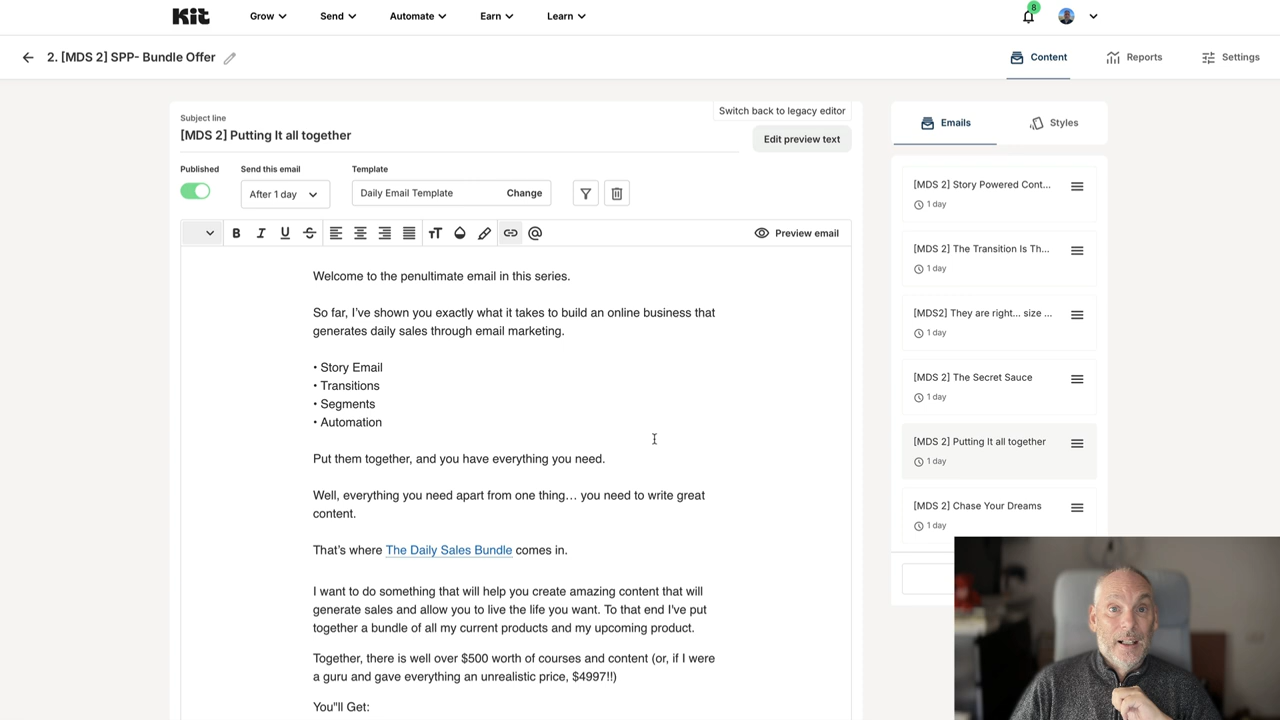 Kit
Grow
Send
Automate
Earn
Learn
8
2. [MDS 2] SPP- Bundle Offer
Content
Reports
Settings
Switch back to legacy editor
Subject line
[MDS 2] Putting It all together
Edit preview text
Published
Send this email
Template
After 1 day
Daily Email Template
Change
B I U S
Preview email
Welcome to the penultimate email in this series.
So far, I've shown you exactly what it takes to build an online business that
generates daily sales through email marketing.
• Story Email
• Transitions
• Segments
• Automation
Put them together, and you have everything you need.
Well, everything you need apart from one thing… you need to write great
content.
That's where The Daily Sales Bundle comes in.
I want to do something that will help you create amazing content that will
generate sales and allow you to live the life you want. To that end I've put
together a bundle of all my current products and my upcoming product.
Together, there is well over $500 worth of courses and content (or, if I were
a guru and gave everything an unrealistic price, $4997!!)
You"ll Get:
Emails
Styles
[MDS 2] Story Powered Cont...
1 day
[MDS 2] The Transition Is Th...
1 day
[MDS2] They are right... size ...
1 day
[MDS 2] The Secret Sauce
1 day
[MDS 2] Putting It all together
1 day
[MDS 2] Chase Your Dreams
1 day